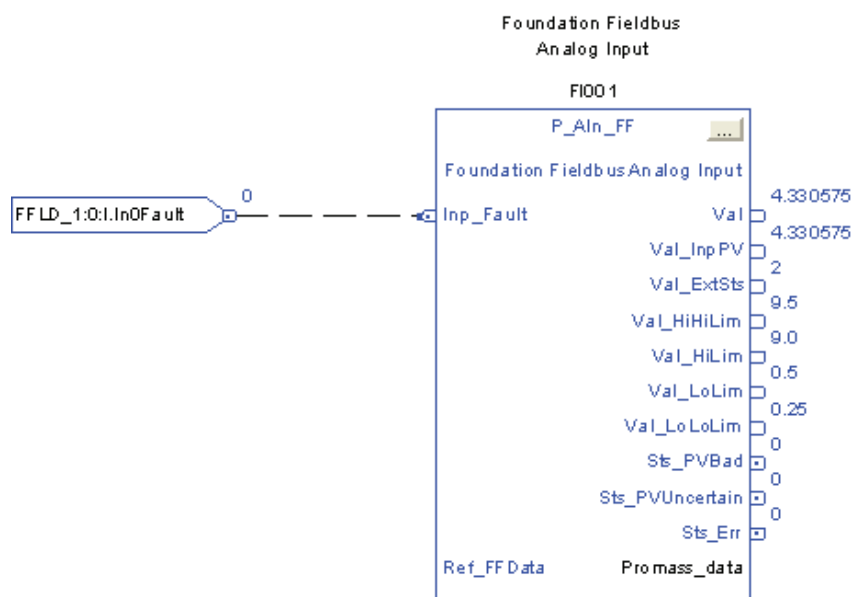 Foundation Fieldbus
Analog Input
FI001
P_AIn_FF ...
Foundation Fieldbus Analog Input
FFLD_1:0:I.In0Fault 0
Inp_Fault
Val 4.330575
Val_InpPV 4.330575
Val_ExtSts 2
Val_HiHiLim 9.5
Val_HiLim 9.0
Val_LoLim 0.5
Val_LoLoLim 0.25
Sts_PVBad 0
Sts_PVUncertain 0
Sts_Err 0
Ref_FFData Promass_data